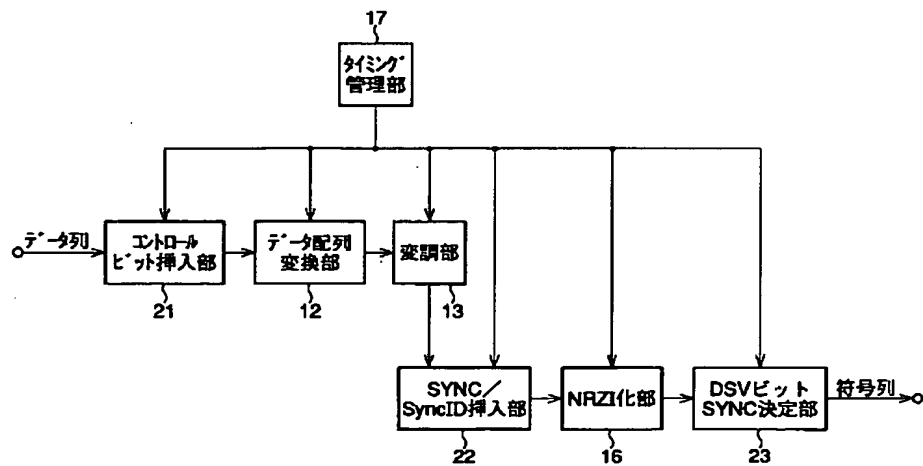 17
タイミング
管理部
データ列
コントロール
ビット挿入部
21
データ配列
変換部
12
変調部
13
SYNC/
SyncID挿入部
22
NRZI化部
16
DSVビット
SYNC決定部
23
符号列